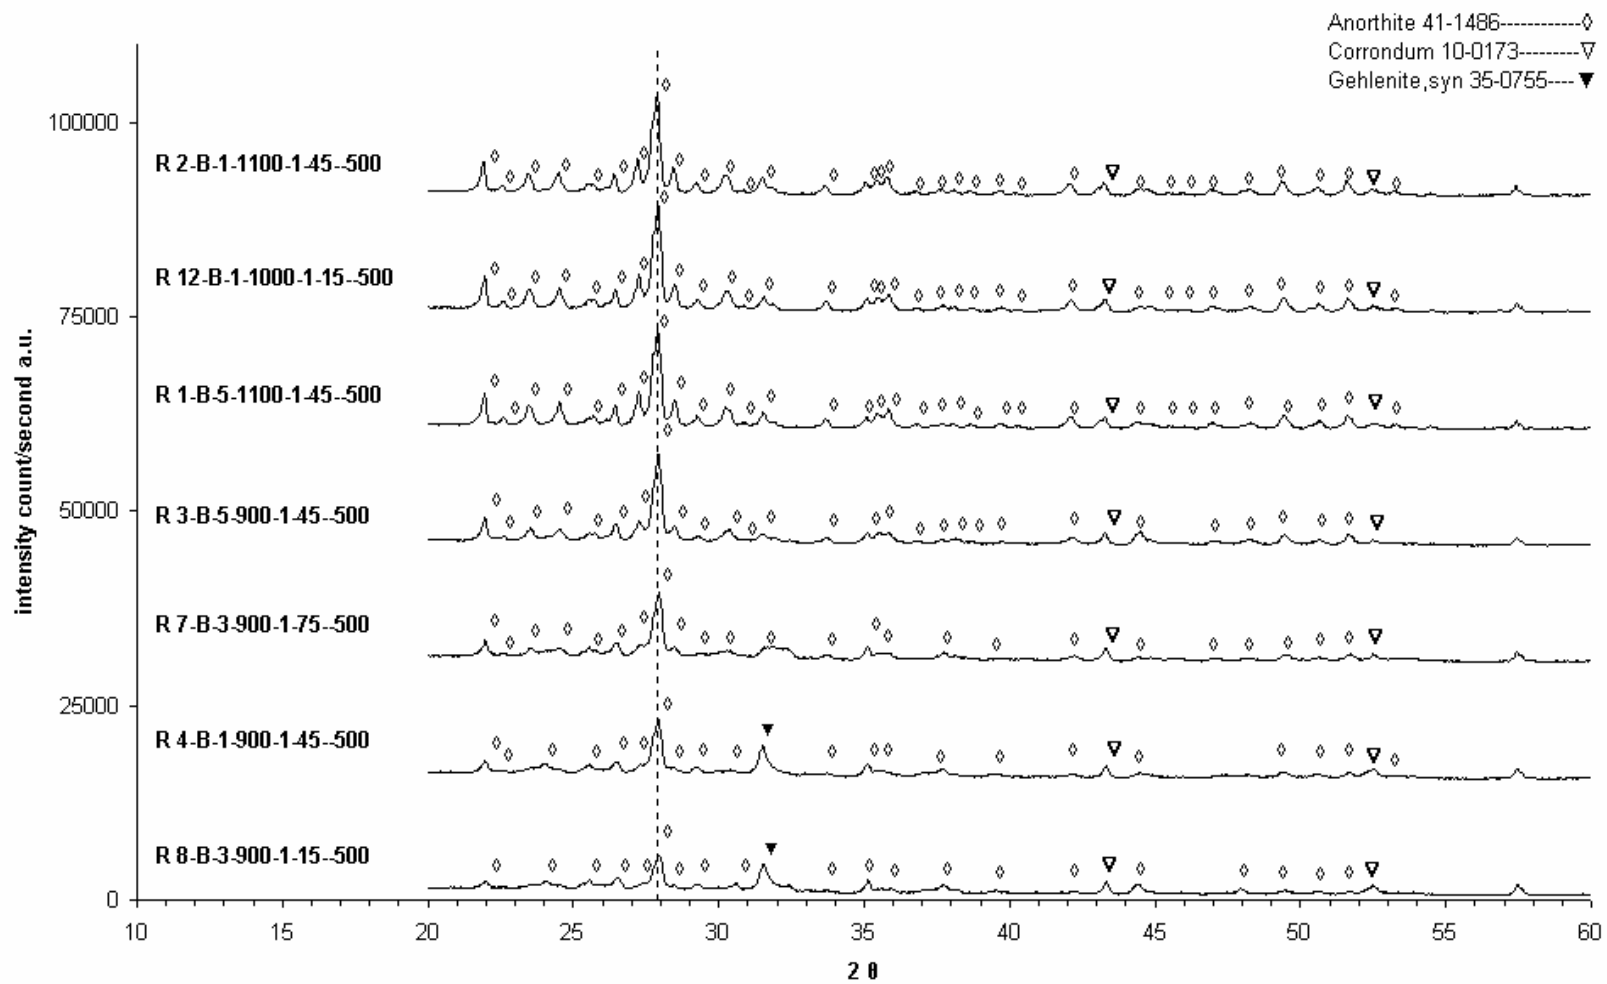 Anorthite 41-1486------------◊
Corrondum 10-0173---------▽
Gehlenite,syn 35-0755----▼
100000
R 2-B-1-1100-1-45--500
R 12-B-1-1000-1-15--500
75000
R 1-B-5-1100-1-45--500
intensity count/second a.u.
50000
R 3-B-5-900-1-45--500
R 7-B-3-900-1-75--500
25000
R 4-B-1-900-1-45--500
R 8-B-3-900-1-15--500
0
10 15 20 25 30 35 40 45 50 55 60
2 θ